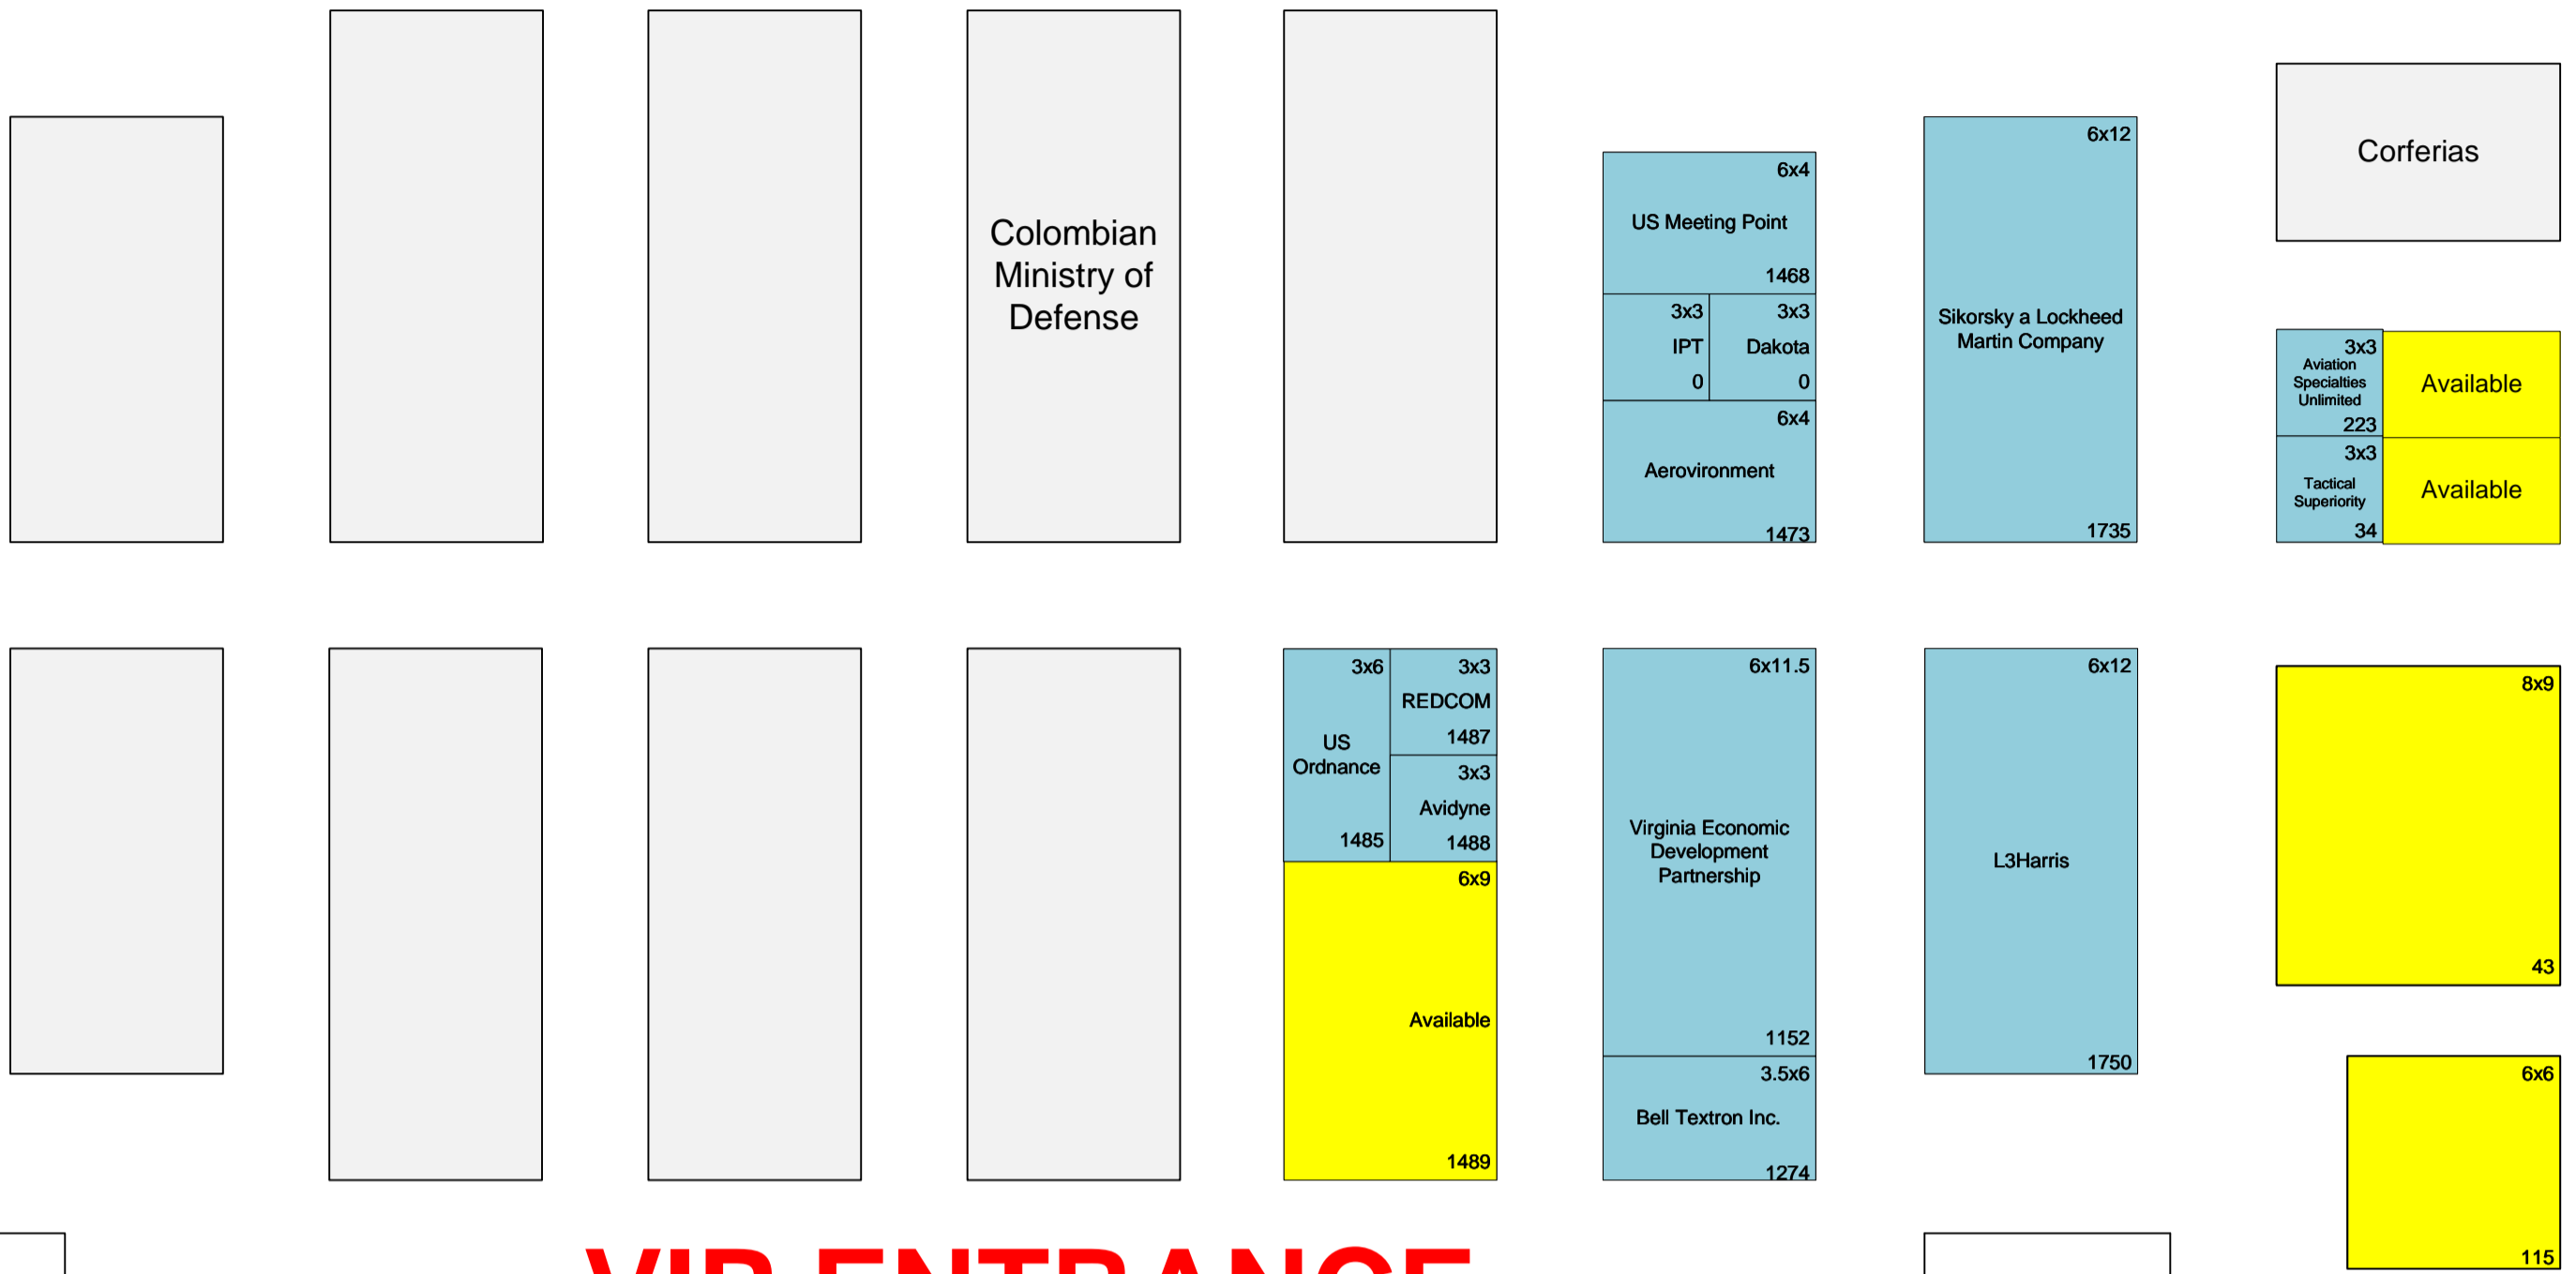 Colombian
Ministry of
Defense
6x4
US Meeting Point
1468
3x3
IPT
0
3x3
Dakota
0
6x4
Aerovironment
1473
6x12
Sikorsky a Lockheed
Martin Company
1735
Corferias
3x3
Aviation
Specialties
Unlimited
223
Available
3x3
Tactical
Superiority
34
Available
3x6
US
Ordnance
1485
3x3
REDCOM
1487
3x3
Avidyne
1488
6x9
Available
1489
6x11.5
Virginia Economic
Development
Partnership
1152
3.5x6
Bell Textron Inc.
1274
6x12
L3Harris
1750
8x9
43
6x6
115
VIP ENTRANCE